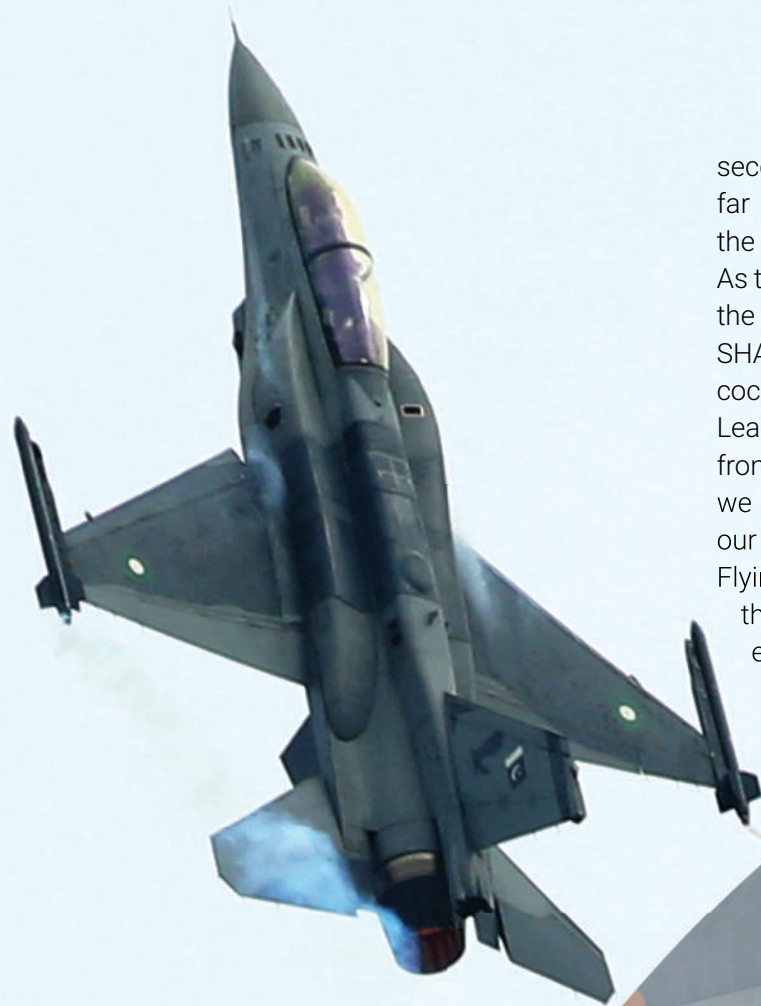 seco
far
the
As t
the
SHA
coc
Lea
fron
we
our
Flyin
th
e